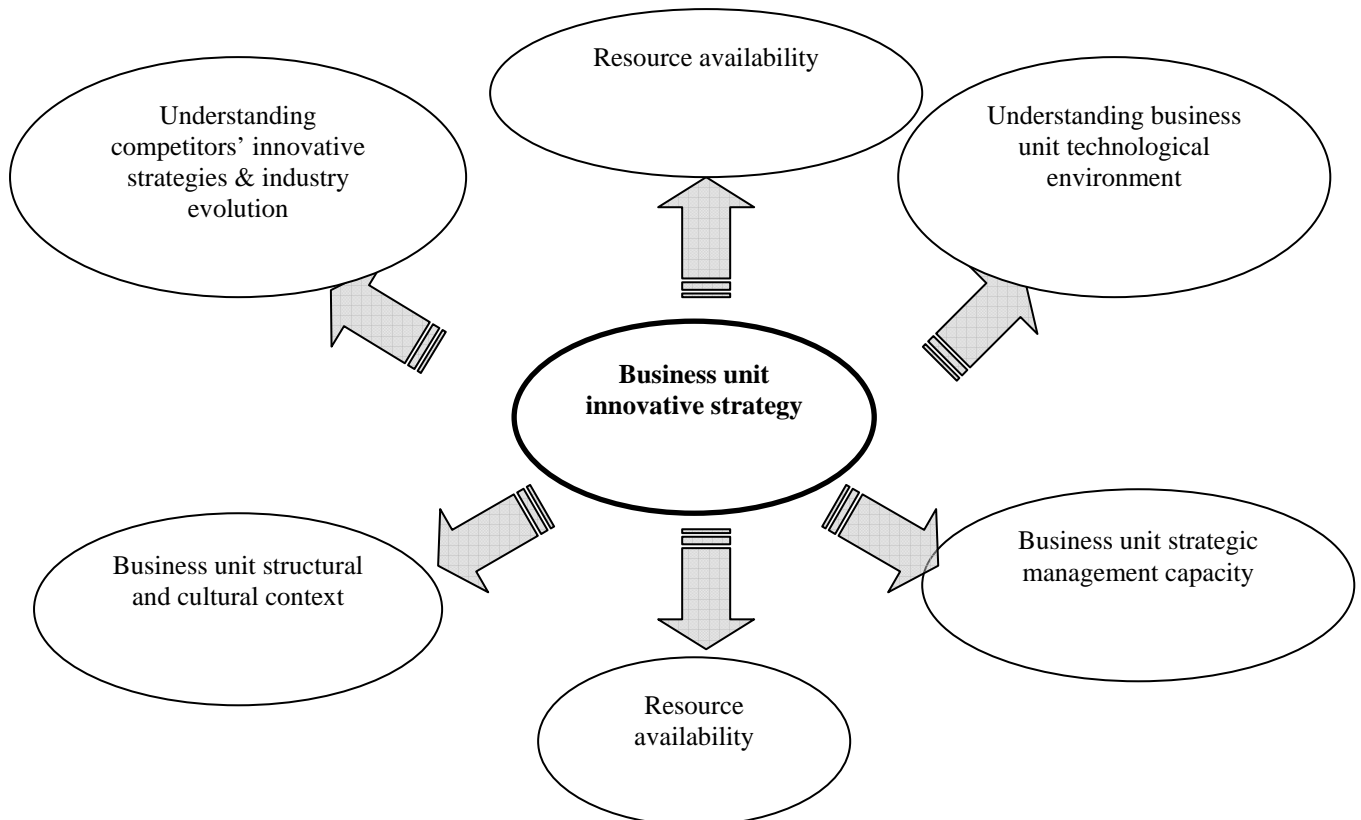 Resource availability
Understanding
competitors’ innovative
strategies & industry
evolution
Understanding business
unit technological
environment
Business unit
innovative strategy
Business unit structural
and cultural context
Business unit strategic
management capacity
Resource
availability